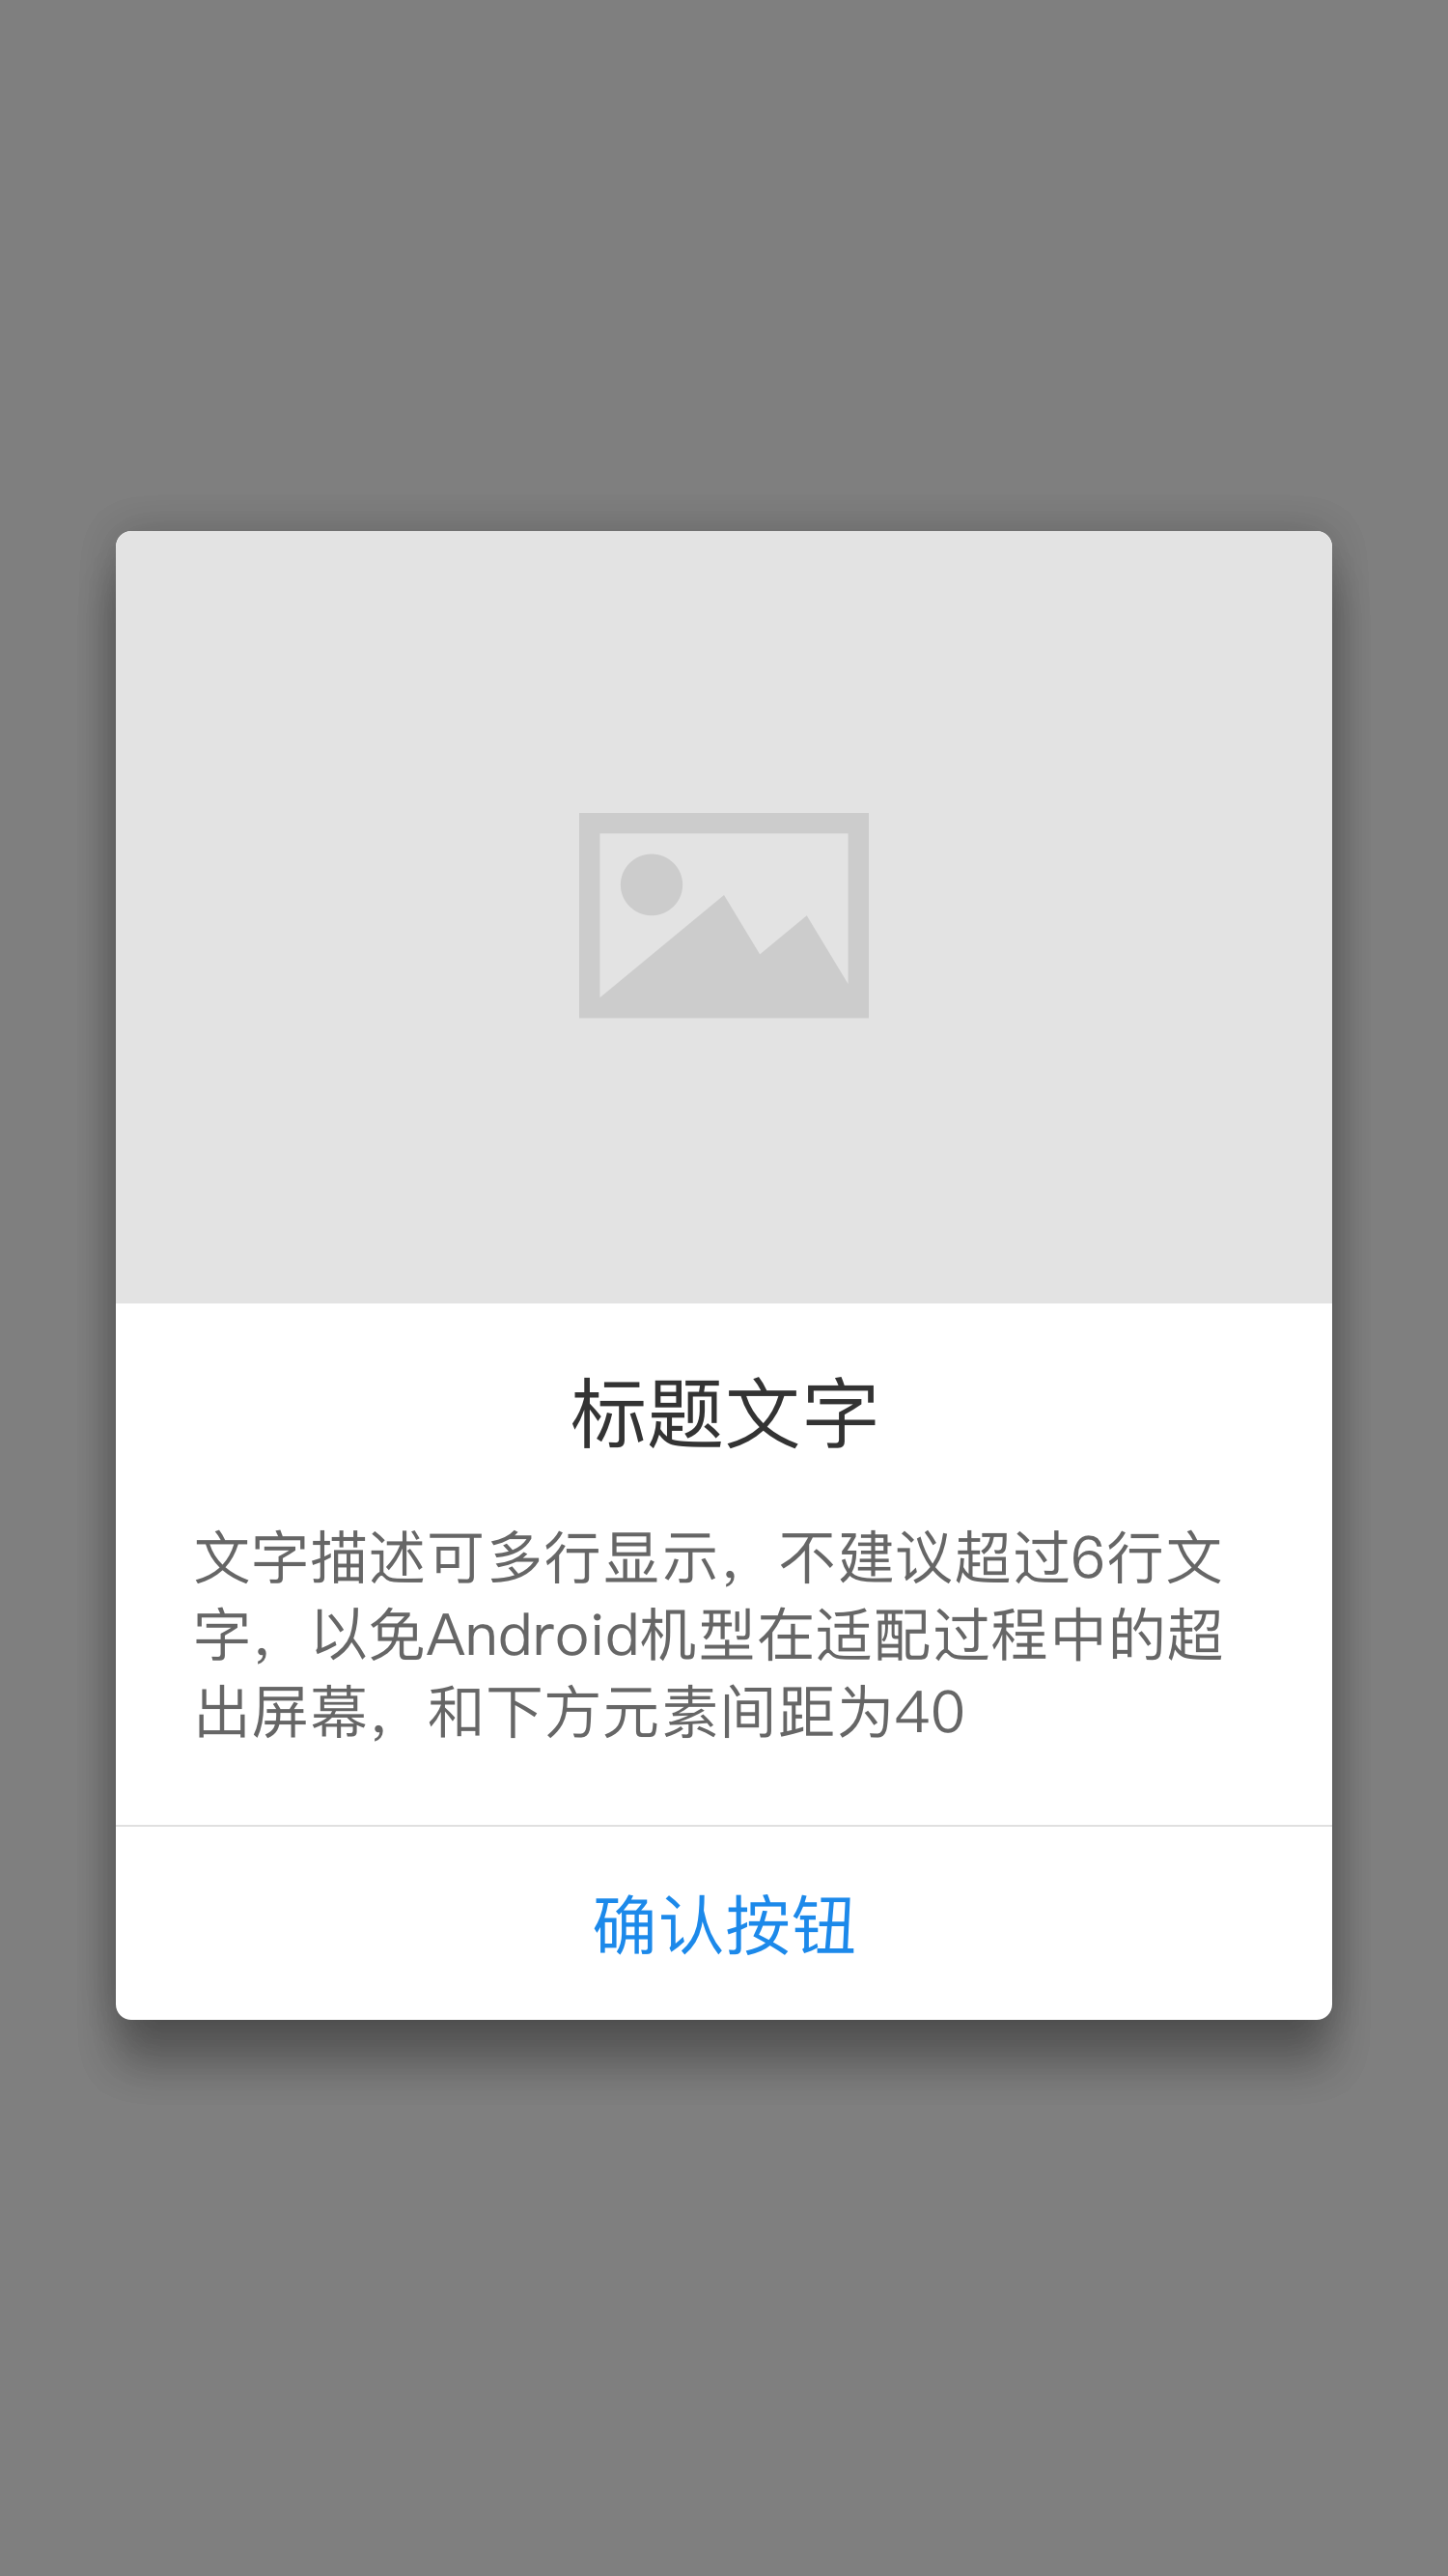 标题文字
文字描述可多行显示，不建议超过6行文
字，以免Android机型在适配过程中的超
出屏幕，和下方元素间距为40
确认按钮